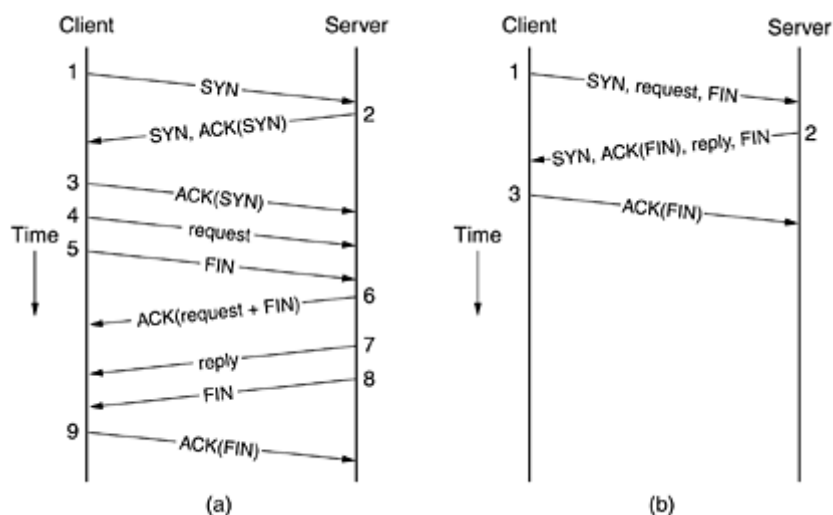 Client
Server
1
SYN
2
SYN, ACK(SYN)
3
ACK(SYN)
4
request
Time
5
FIN
6
ACK(request + FIN)
7
reply
8
FIN
9
ACK(FIN)
(a)
Client
Server
1
SYN, request, FIN
2
SYN, ACK(FIN), reply, FIN
3
ACK(FIN)
Time
(b)